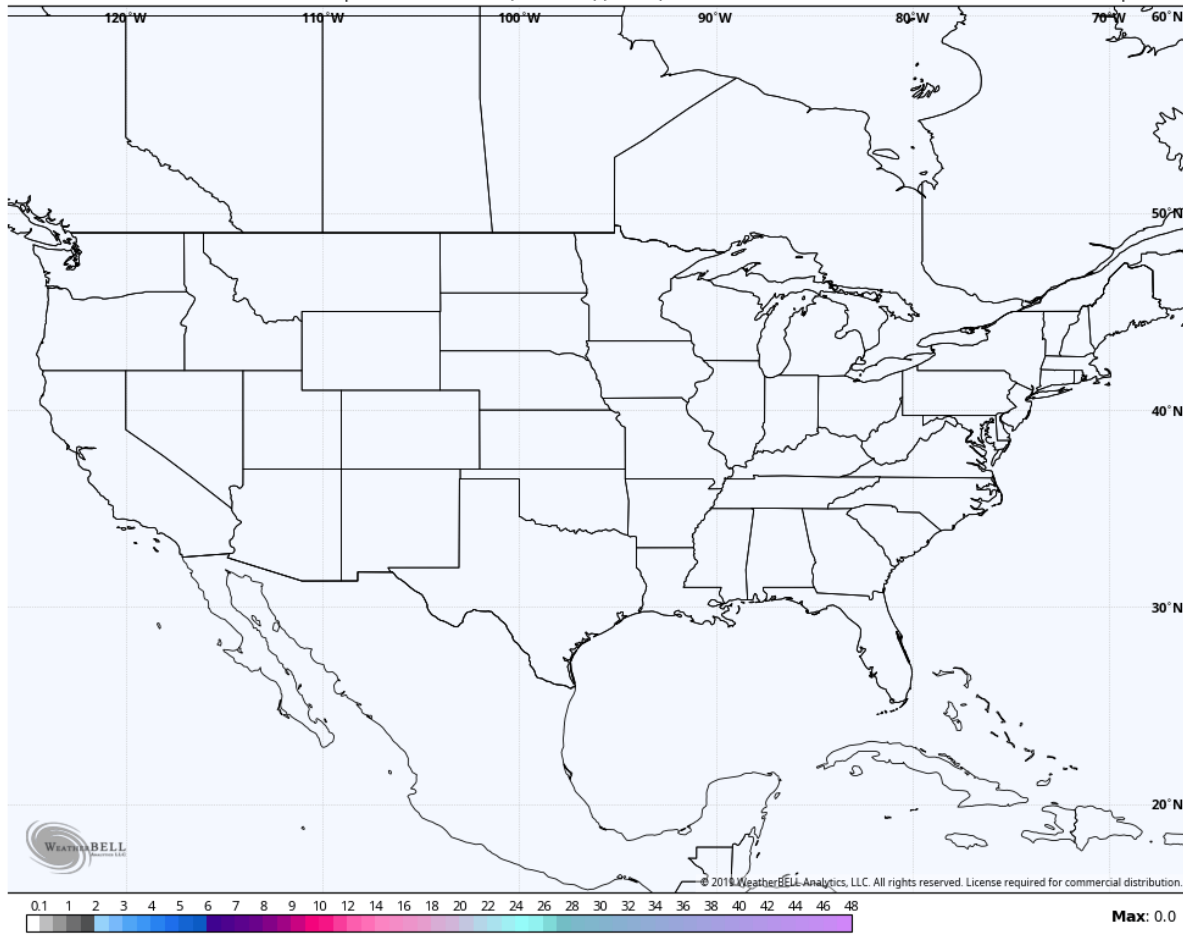 120°W 110°W 100°W 90°W 80°W 70°W 60°N
50°N
40°N
30°N
20°N
WEATHERBELL
ANALYTICS LLC
© 2019 WeatherBELL Analytics, LLC. All rights reserved. License required for commercial distribution.
0.1 1 2 3 4 5 6 7 8 9 10 12 14 16 18 20 22 24 26 28 30 32 34 36 38 40 42 44 46 48
Max: 0.0